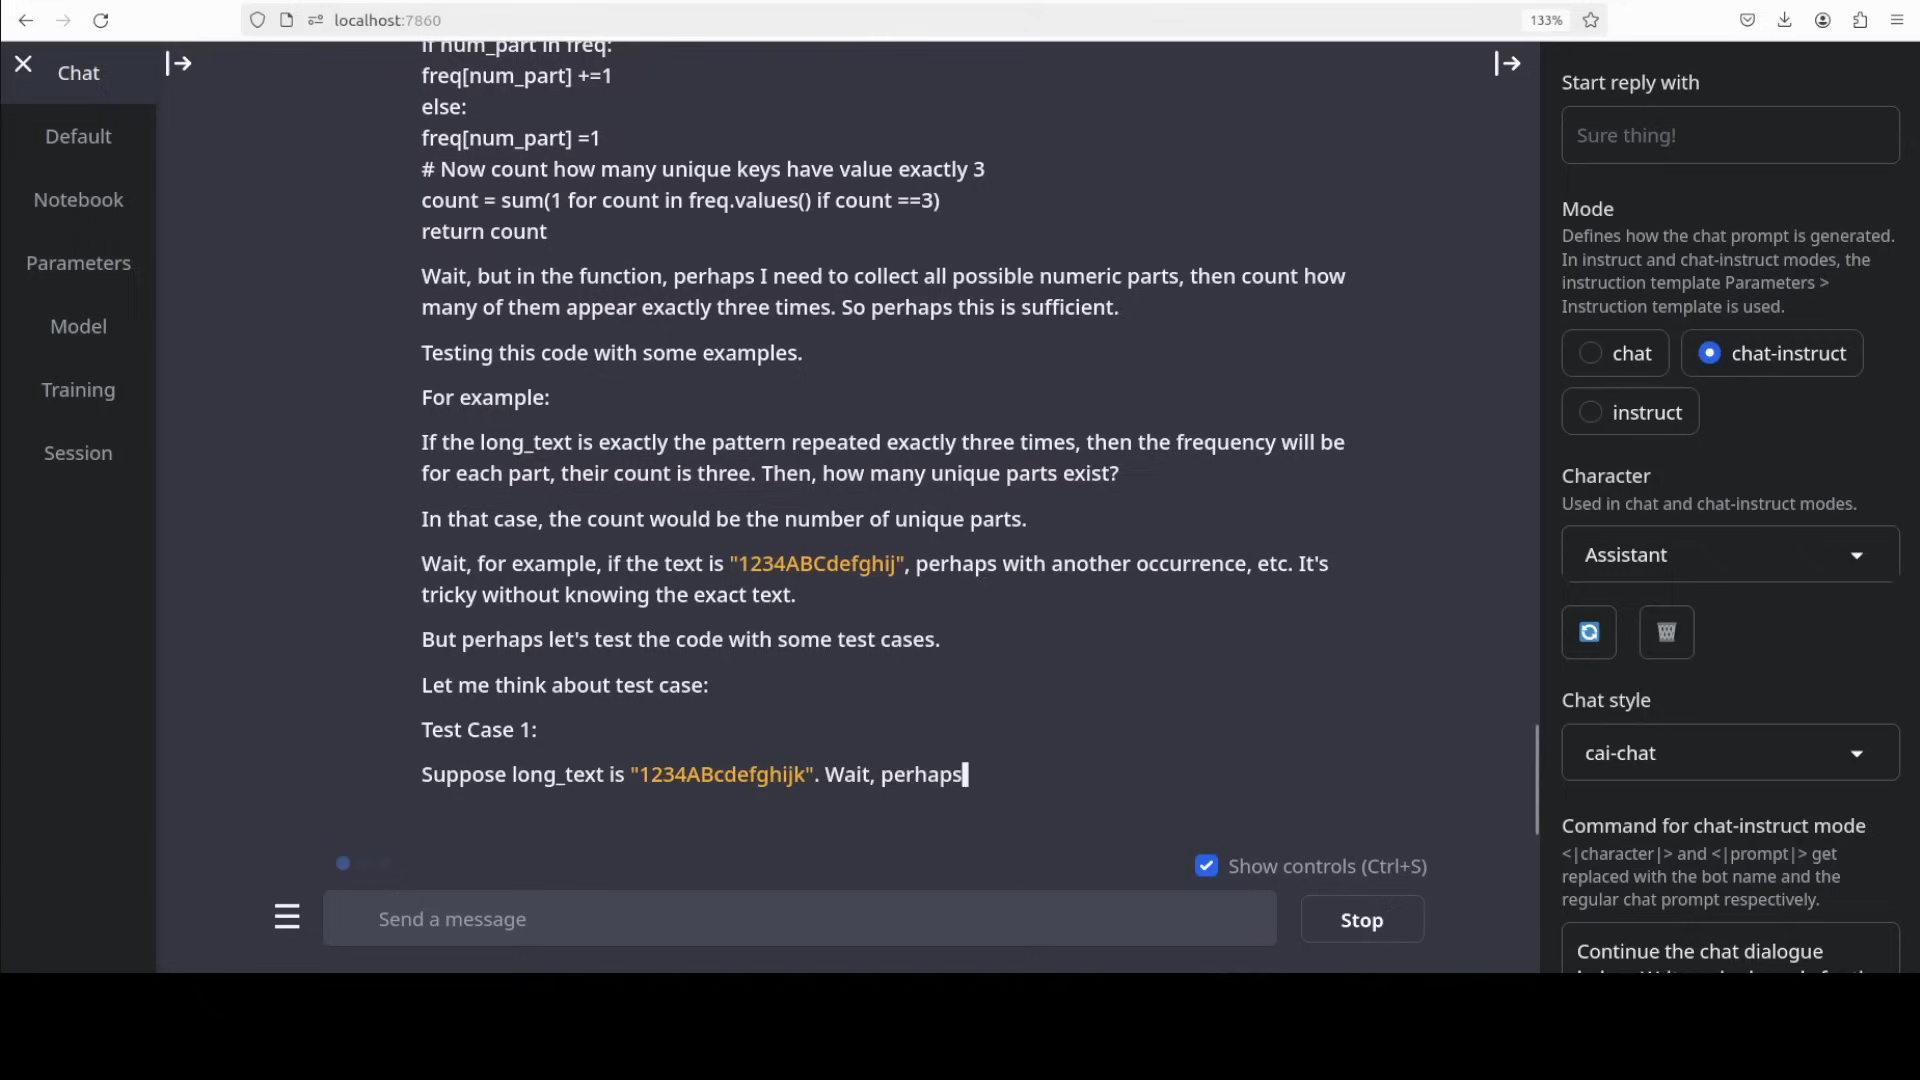 localhost:7860
133%
Chat
Default
Notebook
Parameters
Model
Training
Session
if num_part in freq:
freq[num_part] +=1
else:
freq[num_part] =1
# Now count how many unique keys have value exactly 3
count = sum(1 for count in freq.values() if count ==3)
return count
Wait, but in the function, perhaps I need to collect all possible numeric parts, then count how
many of them appear exactly three times. So perhaps this is sufficient.
Testing this code with some examples.
For example:
If the long_text is exactly the pattern repeated exactly three times, then the frequency will be
for each part, their count is three. Then, how many unique parts exist?
In that case, the count would be the number of unique parts.
Wait, for example, if the text is "1234ABCdefghij", perhaps with another occurrence, etc. It's
tricky without knowing the exact text.
But perhaps let's test the code with some test cases.
Let me think about test case:
Test Case 1:
Suppose long_text is "1234ABcdefghijk". Wait, perhaps
Show controls (Ctrl+S)
Send a message
Stop
Start reply with
Sure thing!
Mode
Defines how the chat prompt is generated.
In instruct and chat-instruct modes, the
instruction template Parameters >
Instruction template is used.
chat
chat-instruct
instruct
Character
Used in chat and chat-instruct modes.
Assistant
Chat style
cai-chat
Command for chat-instruct mode
<|character|> and <|prompt|> get
replaced with the bot name and the
regular chat prompt respectively.
Continue the chat dialogue